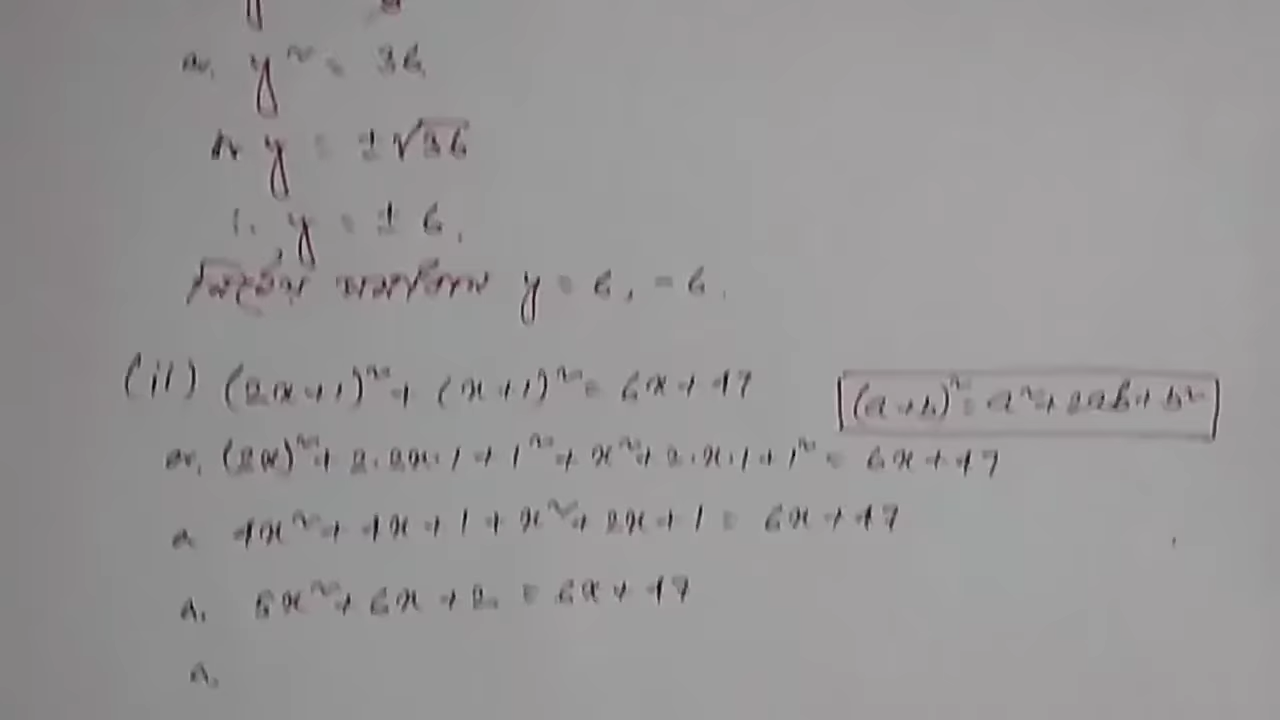 বা, y² = 36
বা, y = ±√36
∴ y = ± 6.
নির্ণেয় সমাধান y = 6, -6.
(ii) (2x+1)² + (x+1)² = 6x+47 (a+b)² = a²+2ab+b²
বা, (2x)² + 2.2x.1 + 1² + x² + 2.x.1 + 1² = 6x+47
বা, 4x² + 4x + 1 + x² + 2x + 1 = 6x+47
বা, 5x² + 6x + 2 = 6x+47
বা,